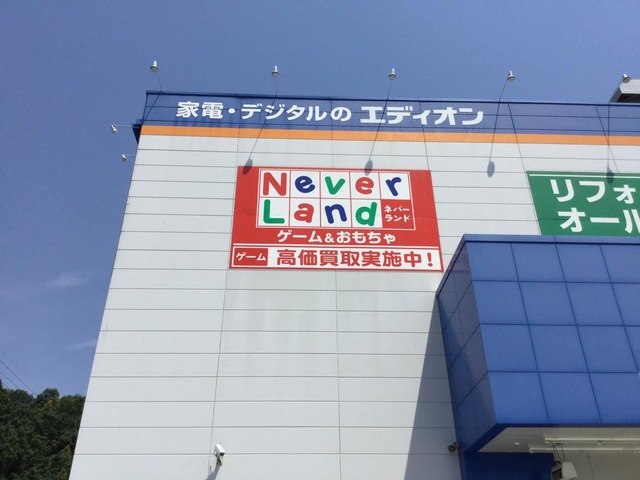 家電・デジタルの エディオン
Never
Land
ネバー
ランド
ゲーム&おもちゃ
ゲーム 高価買取実施中!
リフォ
オール